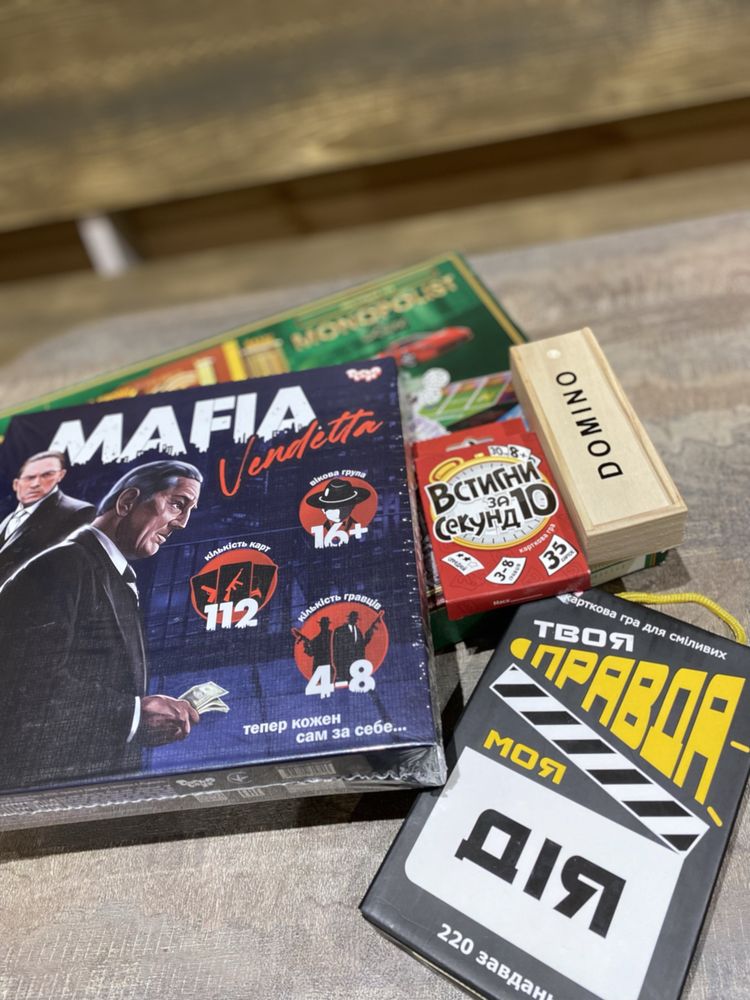 MONOPOLIST
MAFIA
Vendetta
вікова група
16+
кількість карт
112
кількість гравців
4-8
тепер кожен
сам за себе...
DOMINO
8+
ВСТИГНИ
за
10
СЕКУНД
карткова гра
3-8
35
карткова гра для сміливих
ТВОЯ
ПРАВДА-
МОЯ
ДІЯ
220 завдань